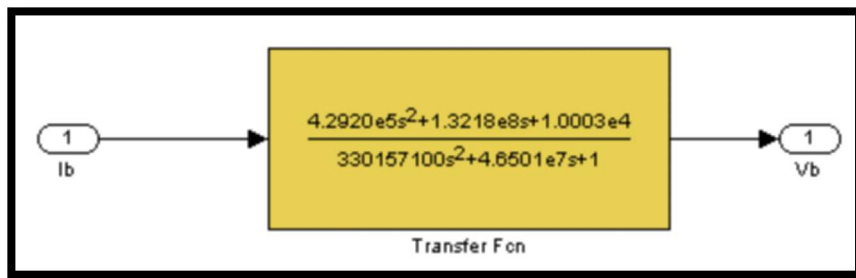 1
Ib
4.2920e5s²+1.3218e8s+1.0003e4
330157100s²+4.6501e7s+1
Transfer Fcn
1
Vb